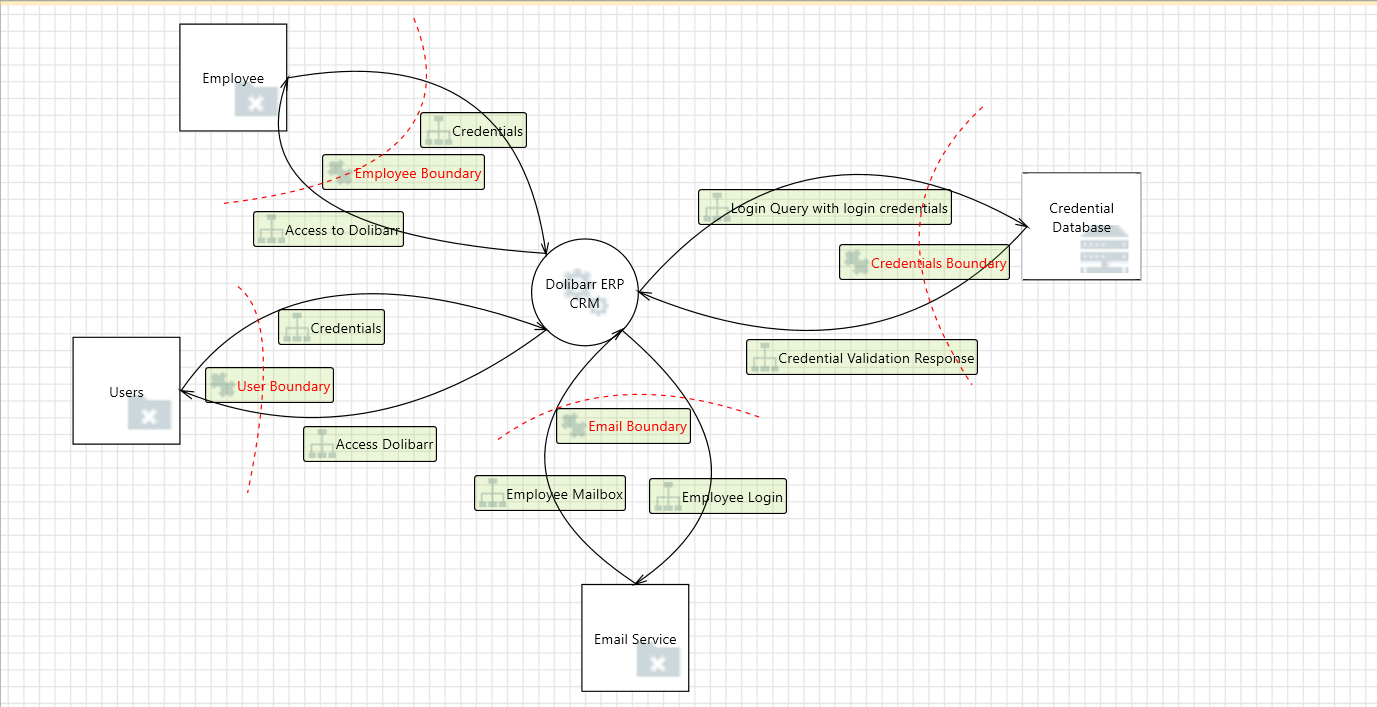 Employee
Credentials
Employee Boundary
Access to Dolibarr
Login Query with login credentials
Credential
Database
Credentials Boundary
Dolibarr ERP
CRM
Credentials
Credential Validation Response
Users
User Boundary
Access Dolibarr
Email Boundary
Employee Mailbox
Employee Login
Email Service